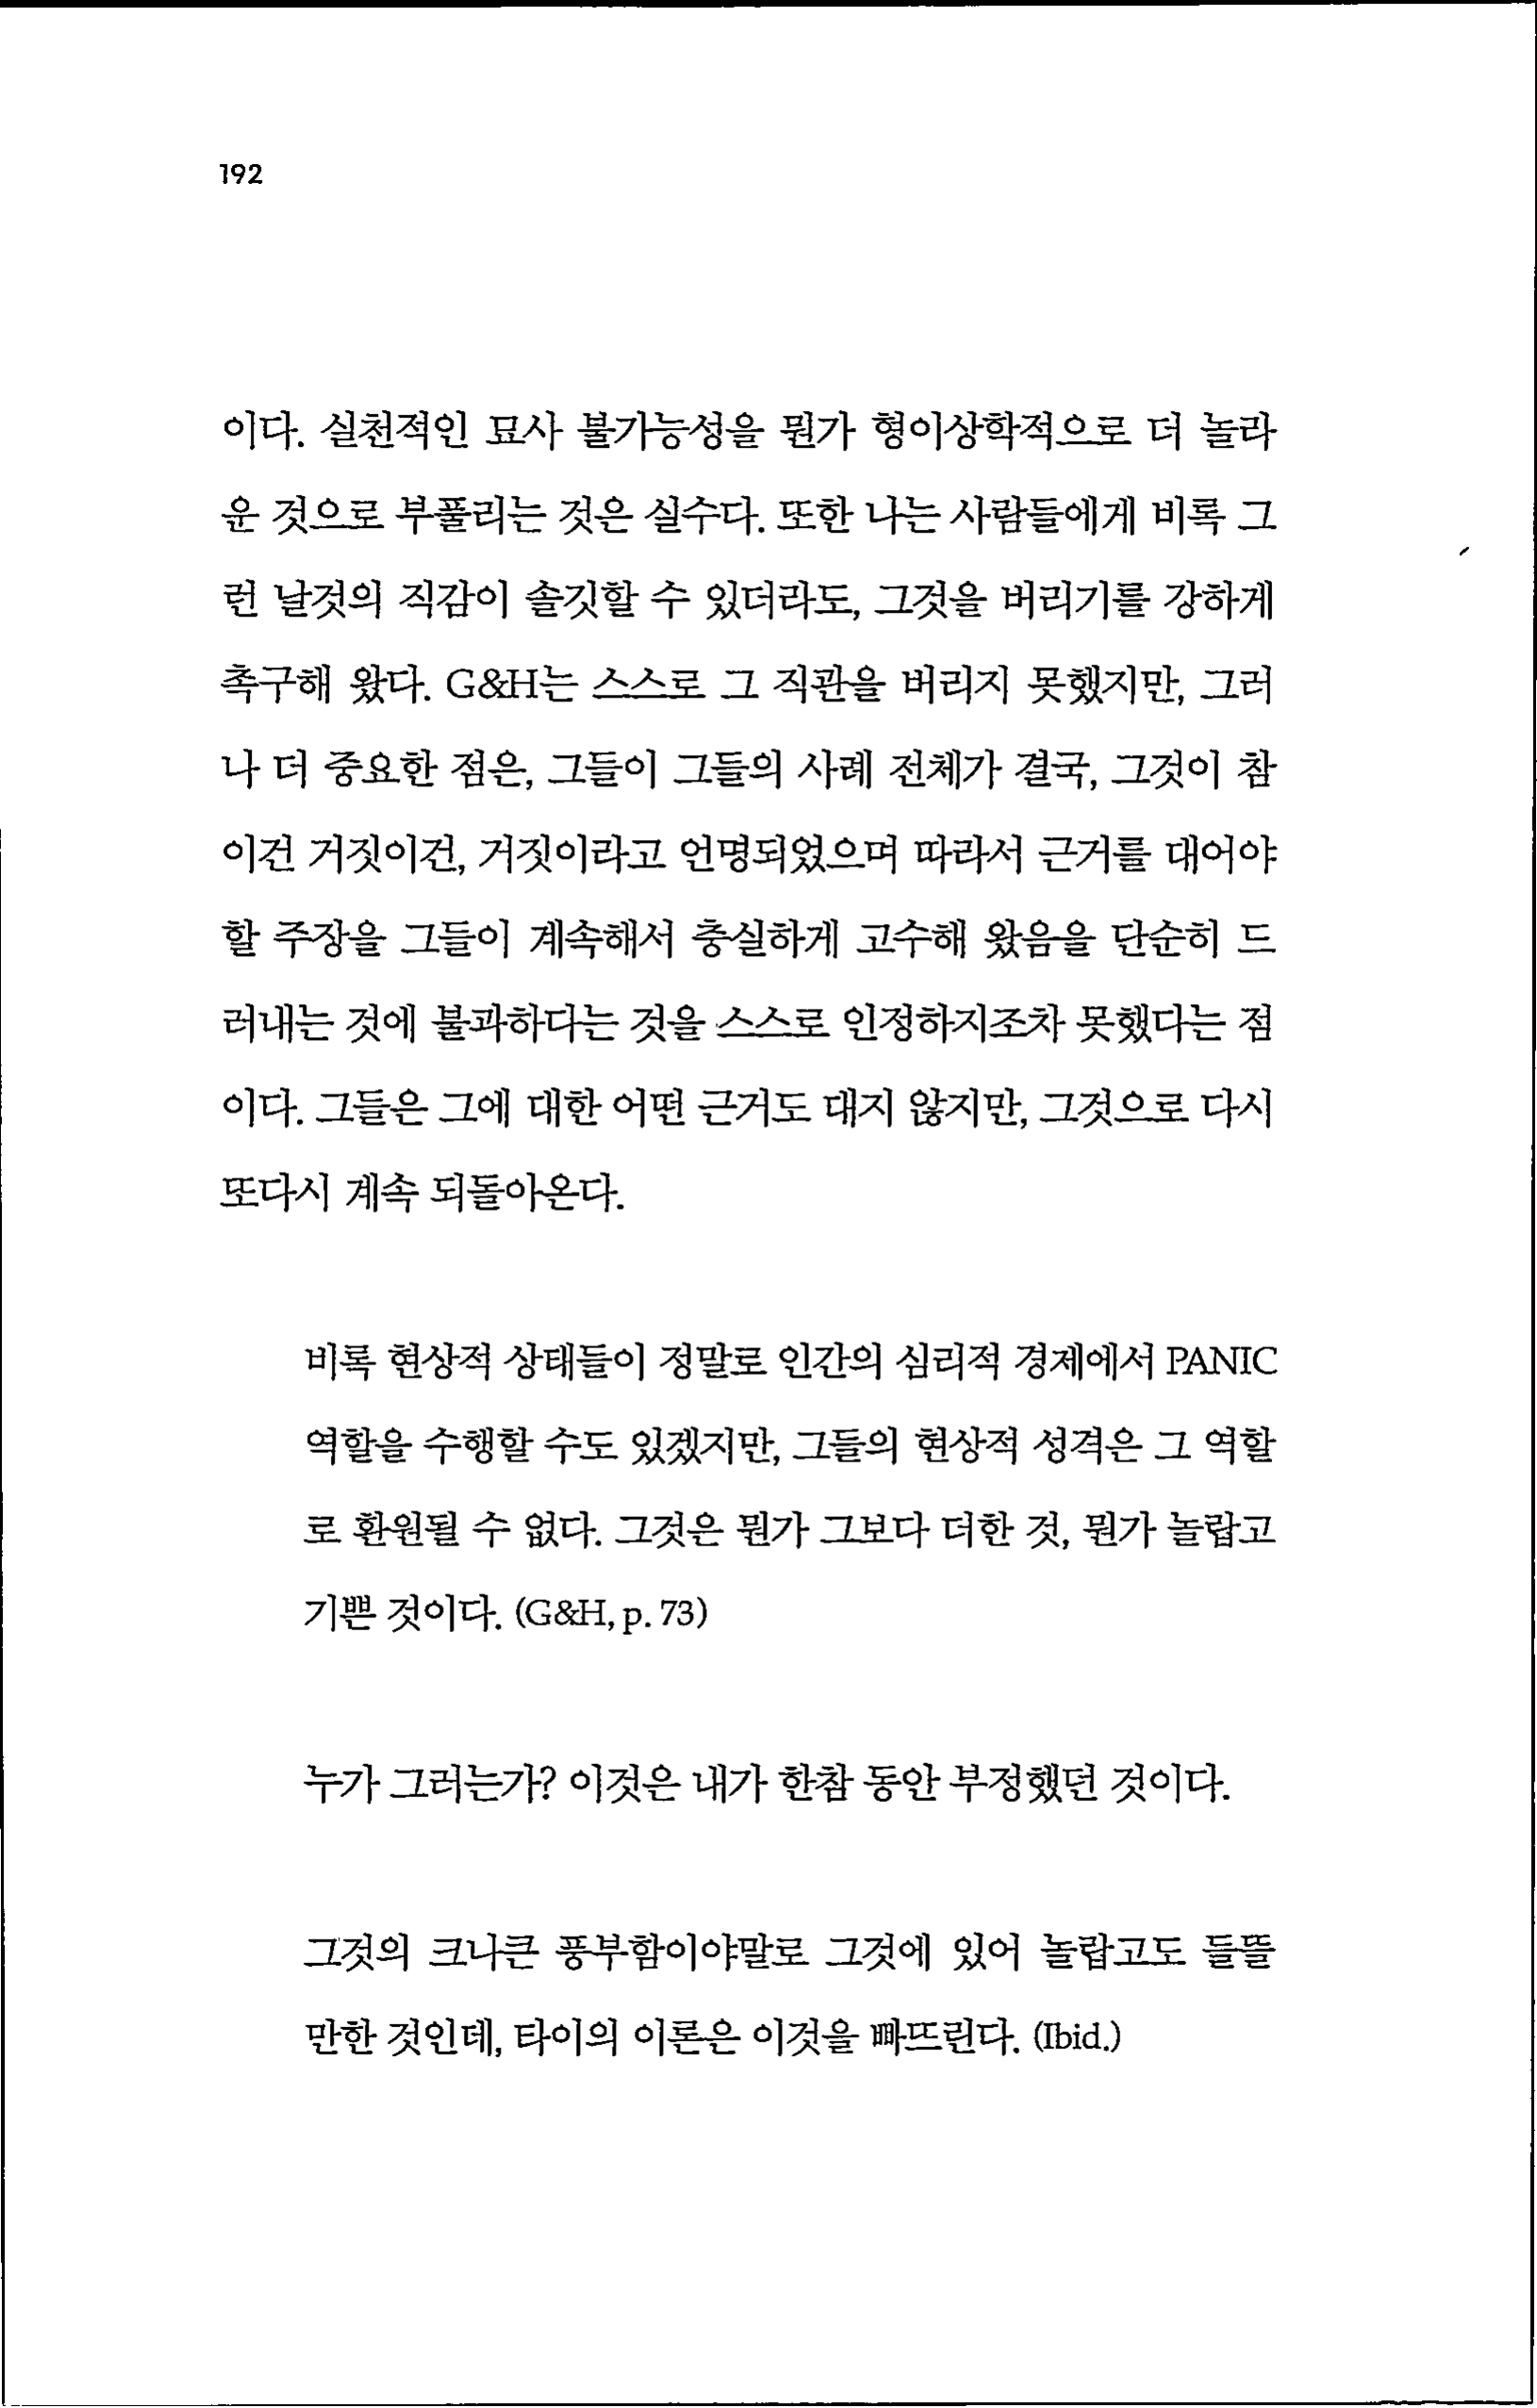 192
이다. 실천적인 묘사 불가능성을 뭔가 형이상학적으로 더 놀라
운 것으로 부풀리는 것은 실수다. 또한 나는 사람들에게 비록 그
런 날것의 직감이 솔깃할 수 있더라도, 그것을 버리기를 강하게
촉구해 왔다. G&H는 스스로 그 직관을 버리지 못했지만, 그러
나 더 중요한 점은, 그들이 그들의 사례 전체가 결국, 그것이 참
이건 거짓이건, 거짓이라고 언명되었으며 따라서 근거를 대어야
할 주장을 그들이 계속해서 충실하게 고수해 왔음을 단순히 드
러내는 것에 불과하다는 것을 스스로 인정하지조차 못했다는 점
이다. 그들은 그에 대한 어떤 근거도 대지 않지만, 그것으로 다시
또다시 계속 되돌아온다.
비록 현상적 상태들이 정말로 인간의 심리적 경제에서 PANIC
역할을 수행할 수도 있겠지만, 그들의 현상적 성격은 그 역할
로 환원될 수 없다. 그것은 뭔가 그보다 더한 것, 뭔가 놀랍고
기쁜 것이다. (G&H, p. 73)
누가 그러는가? 이것은 내가 한참 동안 부정했던 것이다.
그것의 크나큰 풍부함이야말로 그것에 있어 놀랍고도 들뜰
만한 것인데, 타이의 이론은 이것을 빠뜨린다. (Ibid.)